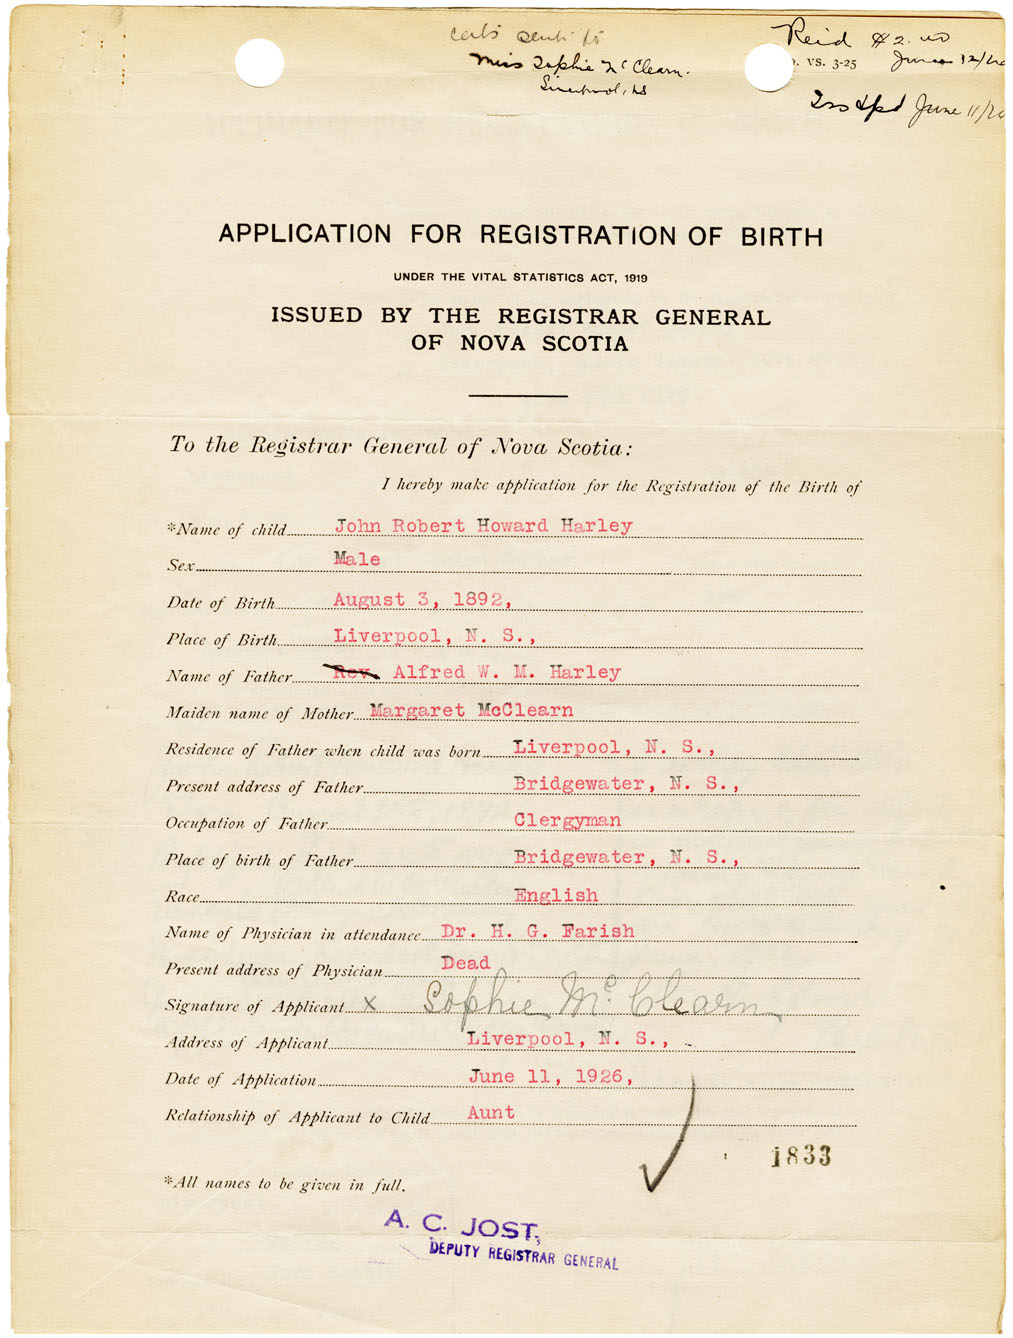 certs sent to
Miss Sophie Mc Clearn.
Liverpool, NS
Reid $2.00
D. VS. 3-25 June 12/26
June 11/26
APPLICATION FOR REGISTRATION OF BIRTH
UNDER THE VITAL STATISTICS ACT, 1919
ISSUED BY THE REGISTRAR GENERAL
OF NOVA SCOTIA
To the Registrar General of Nova Scotia:
I hereby make application for the Registration of the Birth of
*Name of child John Robert Howard Harley
Sex Male
Date of Birth August 3, 1892,
Place of Birth Liverpool, N. S.,
Name of Father Rev. Alfred W. M. Harley
Maiden name of Mother Margaret McClearn
Residence of Father when child was born Liverpool, N. S.,
Present address of Father Bridgewater, N. S.,
Occupation of Father Clergyman
Place of birth of Father Bridgewater, N. S.,
Race English
Name of Physician in attendance Dr. H. G. Farish
Present address of Physician Dead
Signature of Applicant x Sophie Mc Clearn
Address of Applicant Liverpool, N. S.,
Date of Application June 11, 1926,
Relationship of Applicant to Child Aunt
1833
*All names to be given in full.
A. C. JOST,
DEPUTY REGISTRAR GENERAL